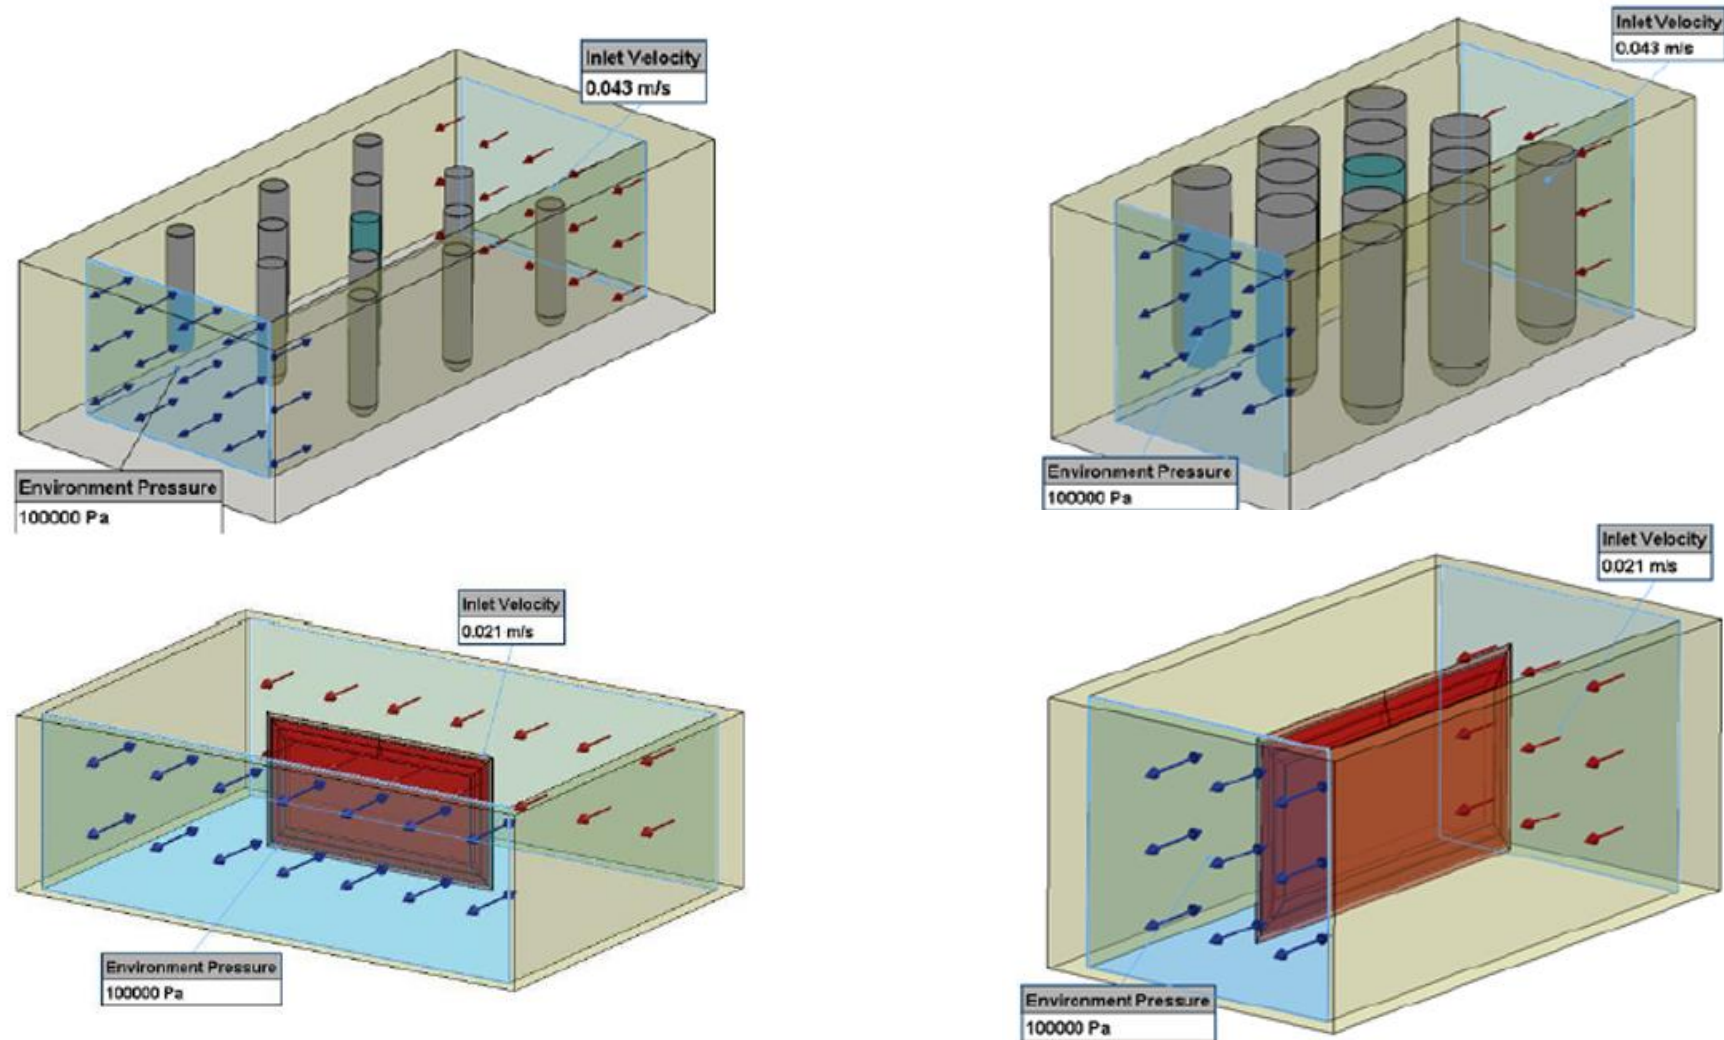 Inlet Velocity
0.043 m/s
Environment Pressure
100000 Pa
Inlet Velocity
0.043 m/s
Environment Pressure
100000 Pa
Inlet Velocity
0.021 m/s
Environment Pressure
100000 Pa
Inlet Velocity
0.021 m/s
Environment Pressure
100000 Pa